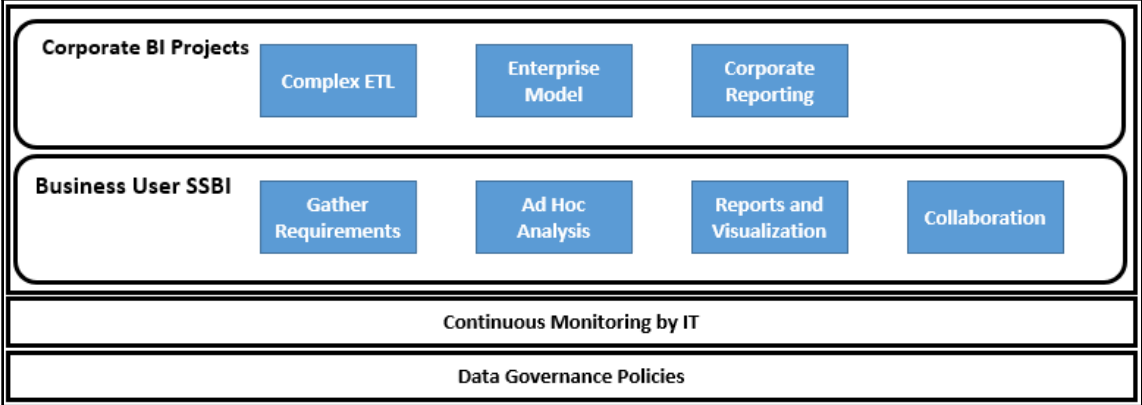 Corporate BI Projects
Complex ETL
Enterprise
Model
Corporate
Reporting
Business User SSBI
Gather
Requirements
Ad Hoc
Analysis
Reports and
Visualization
Collaboration
Continuous Monitoring by IT
Data Governance Policies